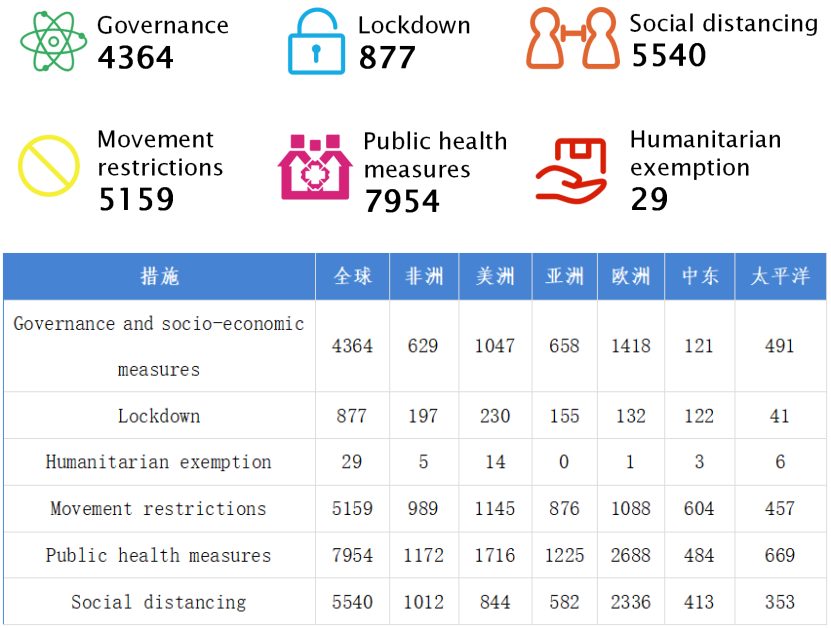 Governance
4364
Lockdown
877
Social distancing
5540
Movement
restrictions
5159
Public health
measures
7954
Humanitarian
exemption
29
措施 全球 非洲 美洲 亚洲 欧洲 中东 太平洋
Governance and socio-economic
measures 4364 629 1047 658 1418 121 491
Lockdown 877 197 230 155 132 122 41
Humanitarian exemption 29 5 14 0 1 3 6
Movement restrictions 5159 989 1145 876 1088 604 457
Public health measures 7954 1172 1716 1225 2688 484 669
Social distancing 5540 1012 844 582 2336 413 353